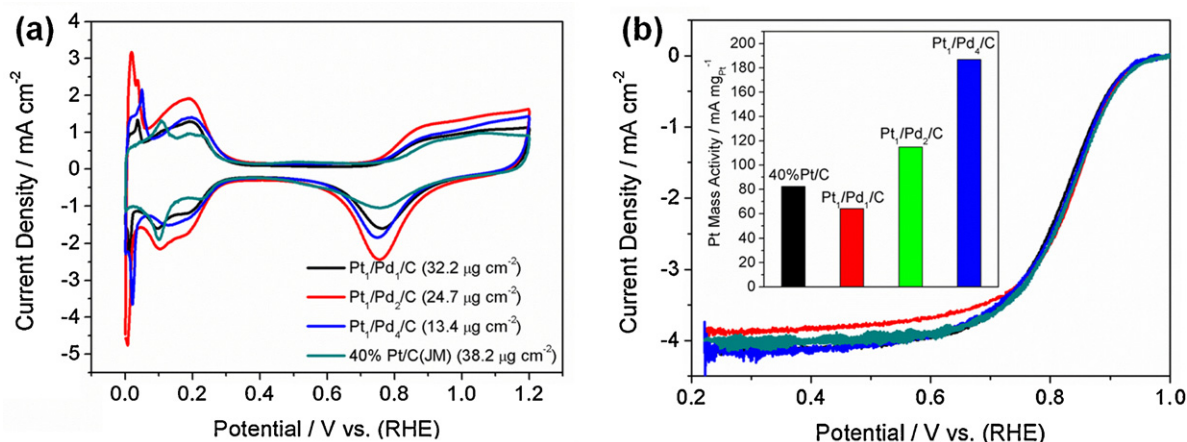 (a)
Current Density / mA cm⁻²
4
3
2
1
0
-1
-2
-3
-4
-5
Pt₁/Pd₁/C (32.2 µg cm⁻²)
Pt₁/Pd₂/C (24.7 µg cm⁻²)
Pt₁/Pd₄/C (13.4 µg cm⁻²)
40% Pt/C(JM) (38.2 µg cm⁻²)
0.0 0.2 0.4 0.6 0.8 1.0 1.2
Potential / V vs. (RHE)
(b)
Current Density / mA cm⁻²
0
-1
-2
-3
-4
Pt Mass Activity / mA mg_Pt⁻¹
200
180
160
140
120
100
80
60
40
20
0
40%Pt/C
Pt₁/Pd₁/C
Pt₁/Pd₂/C
Pt₁/Pd₄/C
0.2 0.4 0.6 0.8 1.0
Potential / V vs. (RHE)